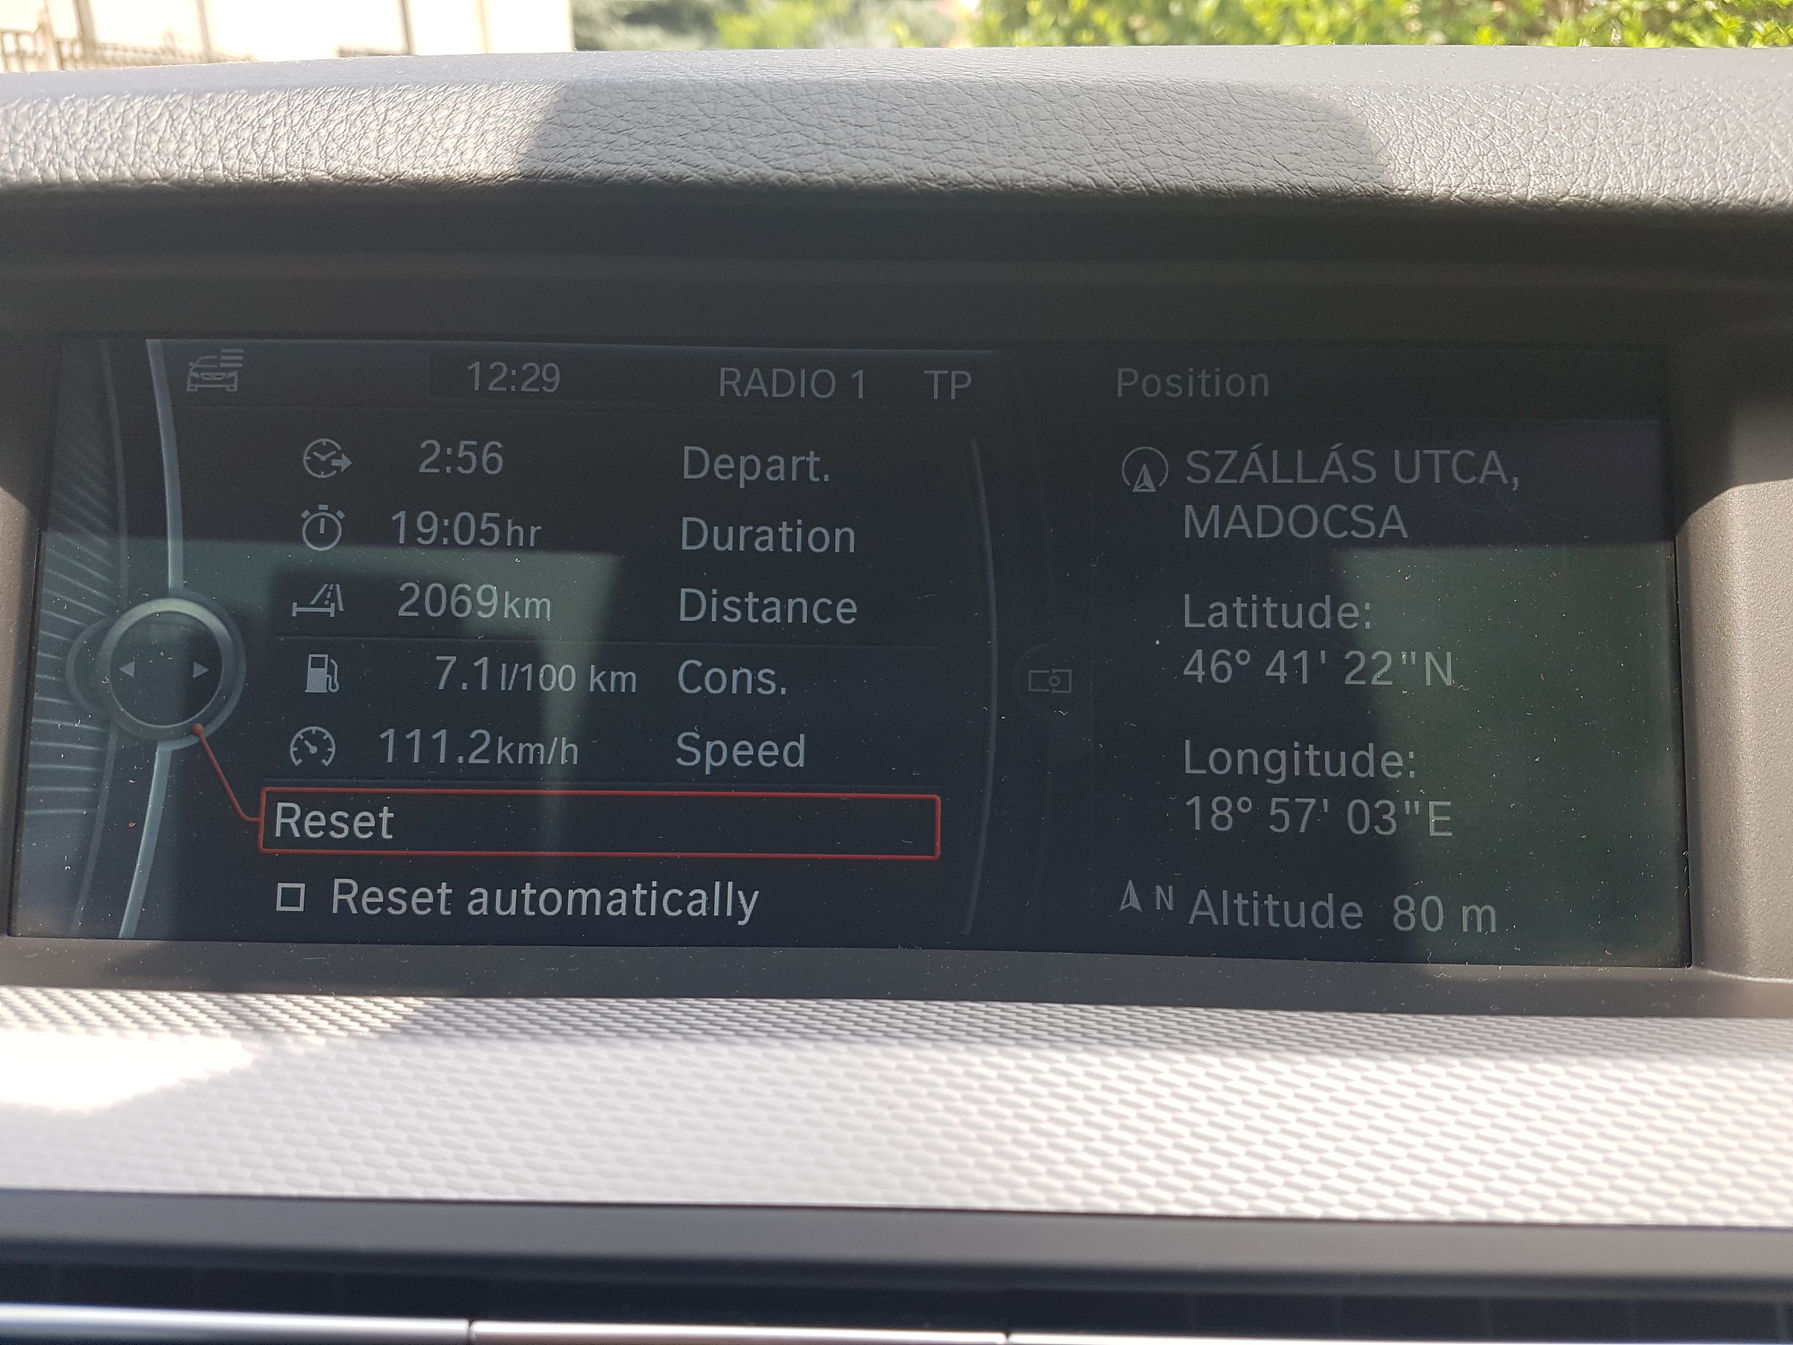 12:29 RADIO 1 TP
2:56 Depart.
19:05hr Duration
2069km Distance
7.1l/100 km Cons.
111.2km/h Speed
Reset
Reset automatically
Position
SZÁLLÁS UTCA,
MADOCSA
Latitude:
46° 41' 22"N
Longitude:
18° 57' 03"E
N Altitude 80 m